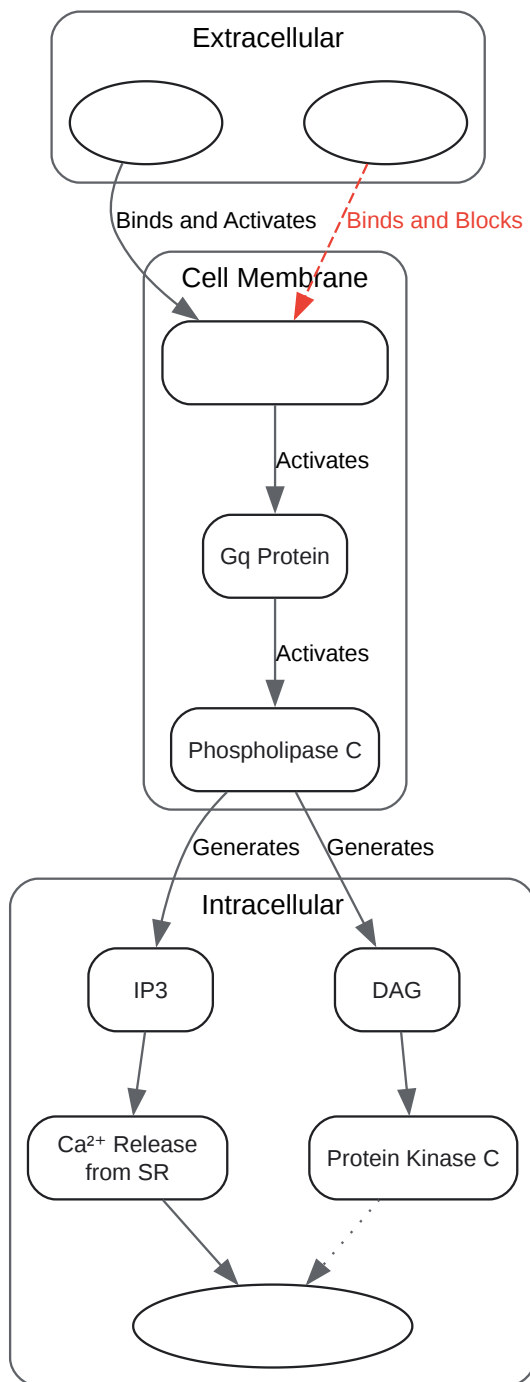 Extracellular
Binds and Activates
Binds and Blocks
Cell Membrane
Activates
Gq Protein
Activates
Phospholipase C
Generates
Generates
Intracellular
IP3
DAG
Ca²⁺ Release
from SR
Protein Kinase C